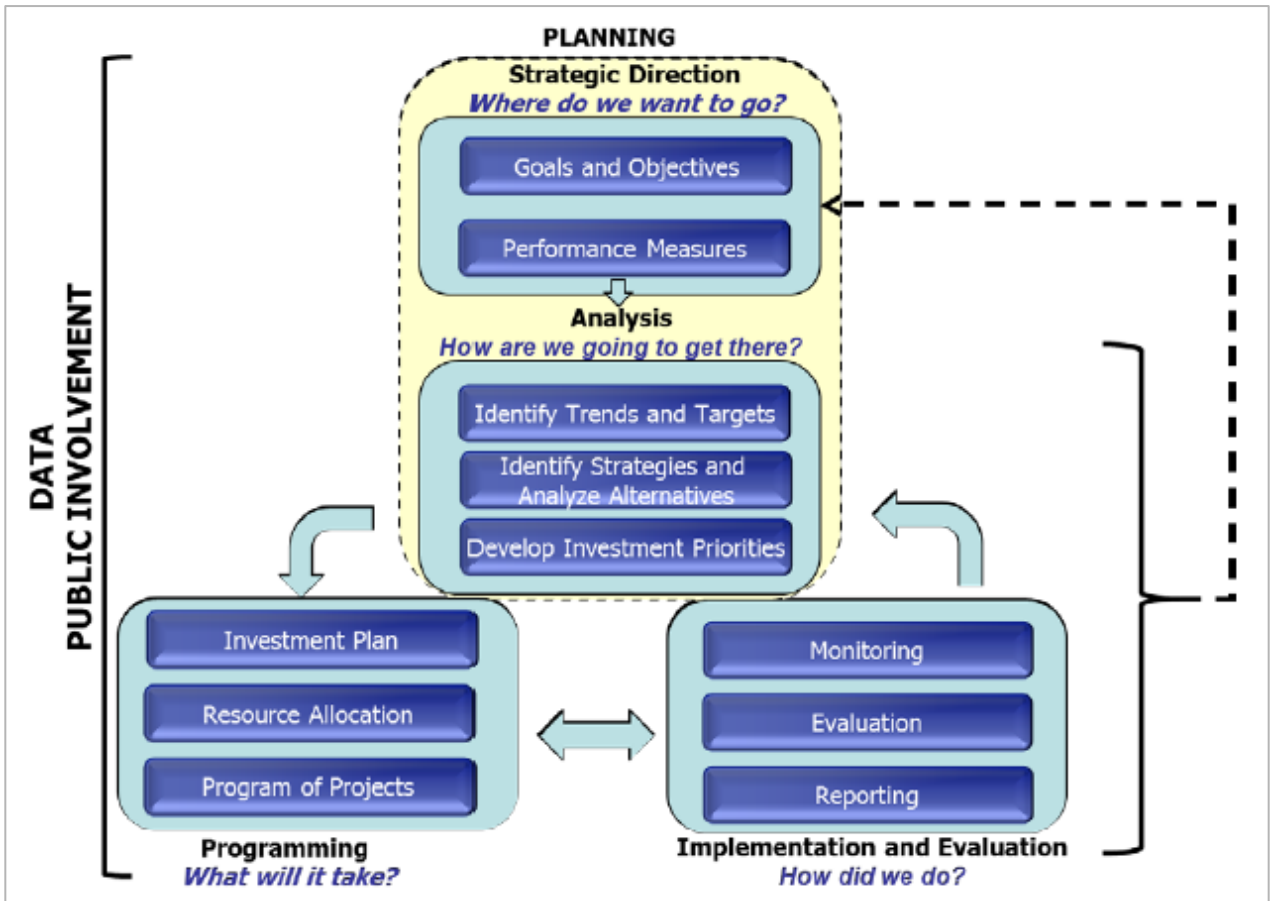 PLANNING
Strategic Direction
Where do we want to go?
Goals and Objectives
Performance Measures
Analysis
How are we going to get there?
Identify Trends and Targets
Identify Strategies and
Analyze Alternatives
Develop Investment Priorities
DATA
PUBLIC INVOLVEMENT
Investment Plan
Resource Allocation
Program of Projects
Programming
What will it take?
Monitoring
Evaluation
Reporting
Implementation and Evaluation
How did we do?